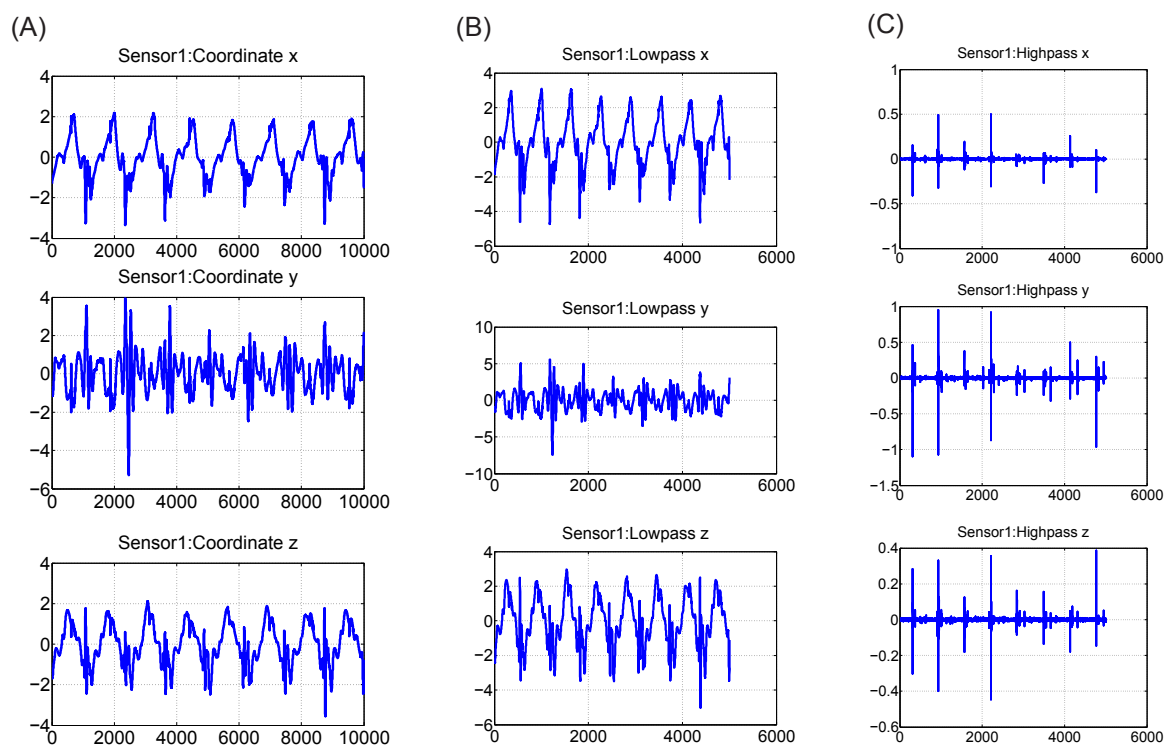 (A)
Sensor1:Coordinate x
4
2
0
−2
−4
0 2000 4000 6000 8000 10000
Sensor1:Coordinate y
4
2
0
−2
−4
−6
0 2000 4000 6000 8000 10000
Sensor1:Coordinate z
4
2
0
−2
−4
0 2000 4000 6000 8000 10000
(B)
Sensor1:Lowpass x
4
2
0
−2
−4
−6
0 2000 4000 6000
Sensor1:Lowpass y
10
5
0
−5
−10
0 2000 4000 6000
Sensor1:Lowpass z
4
2
0
−2
−4
−6
0 2000 4000 6000
(C)
Sensor1:Highpass x
1
0.5
0
−0.5
−1
0 2000 4000 6000
Sensor1:Highpass y
1
0.5
0
−0.5
−1
−1.5
0 2000 4000 6000
Sensor1:Highpass z
0.4
0.2
0
−0.2
−0.4
−0.6
0 2000 4000 6000